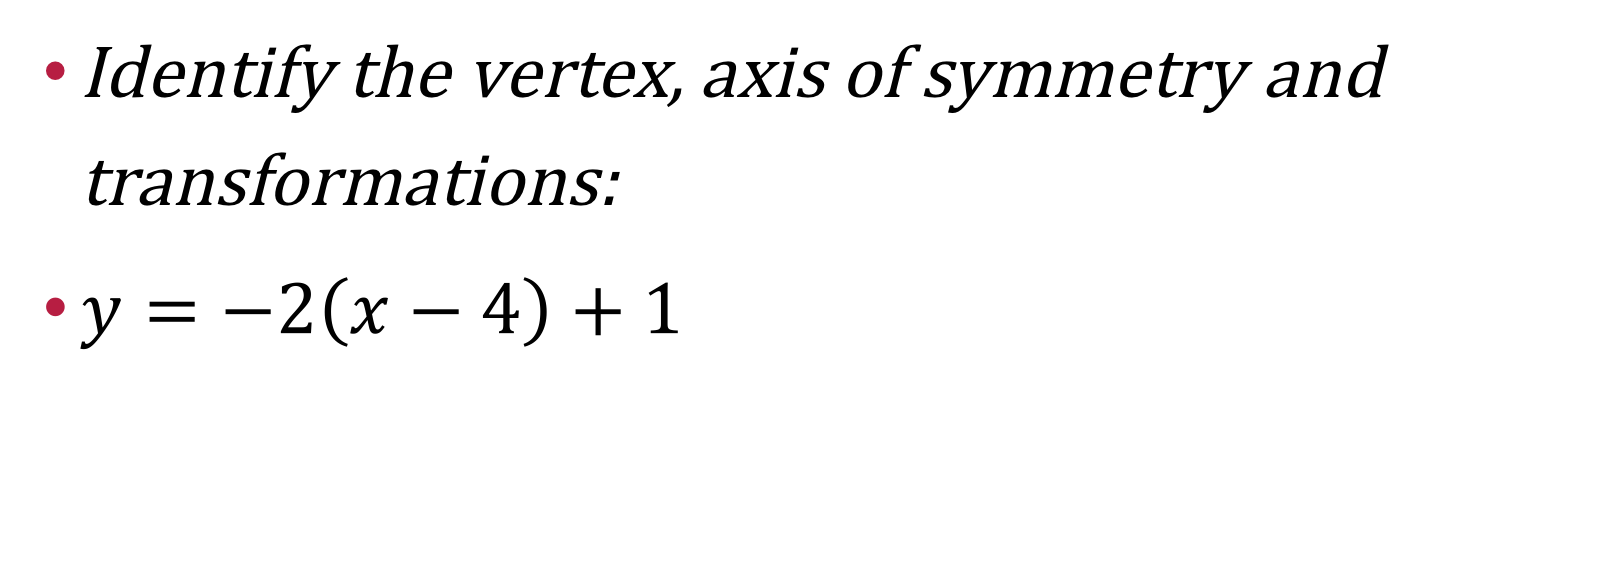 • Identify the vertex, axis of symmetry and
transformations:
• y = −2(x − 4) + 1